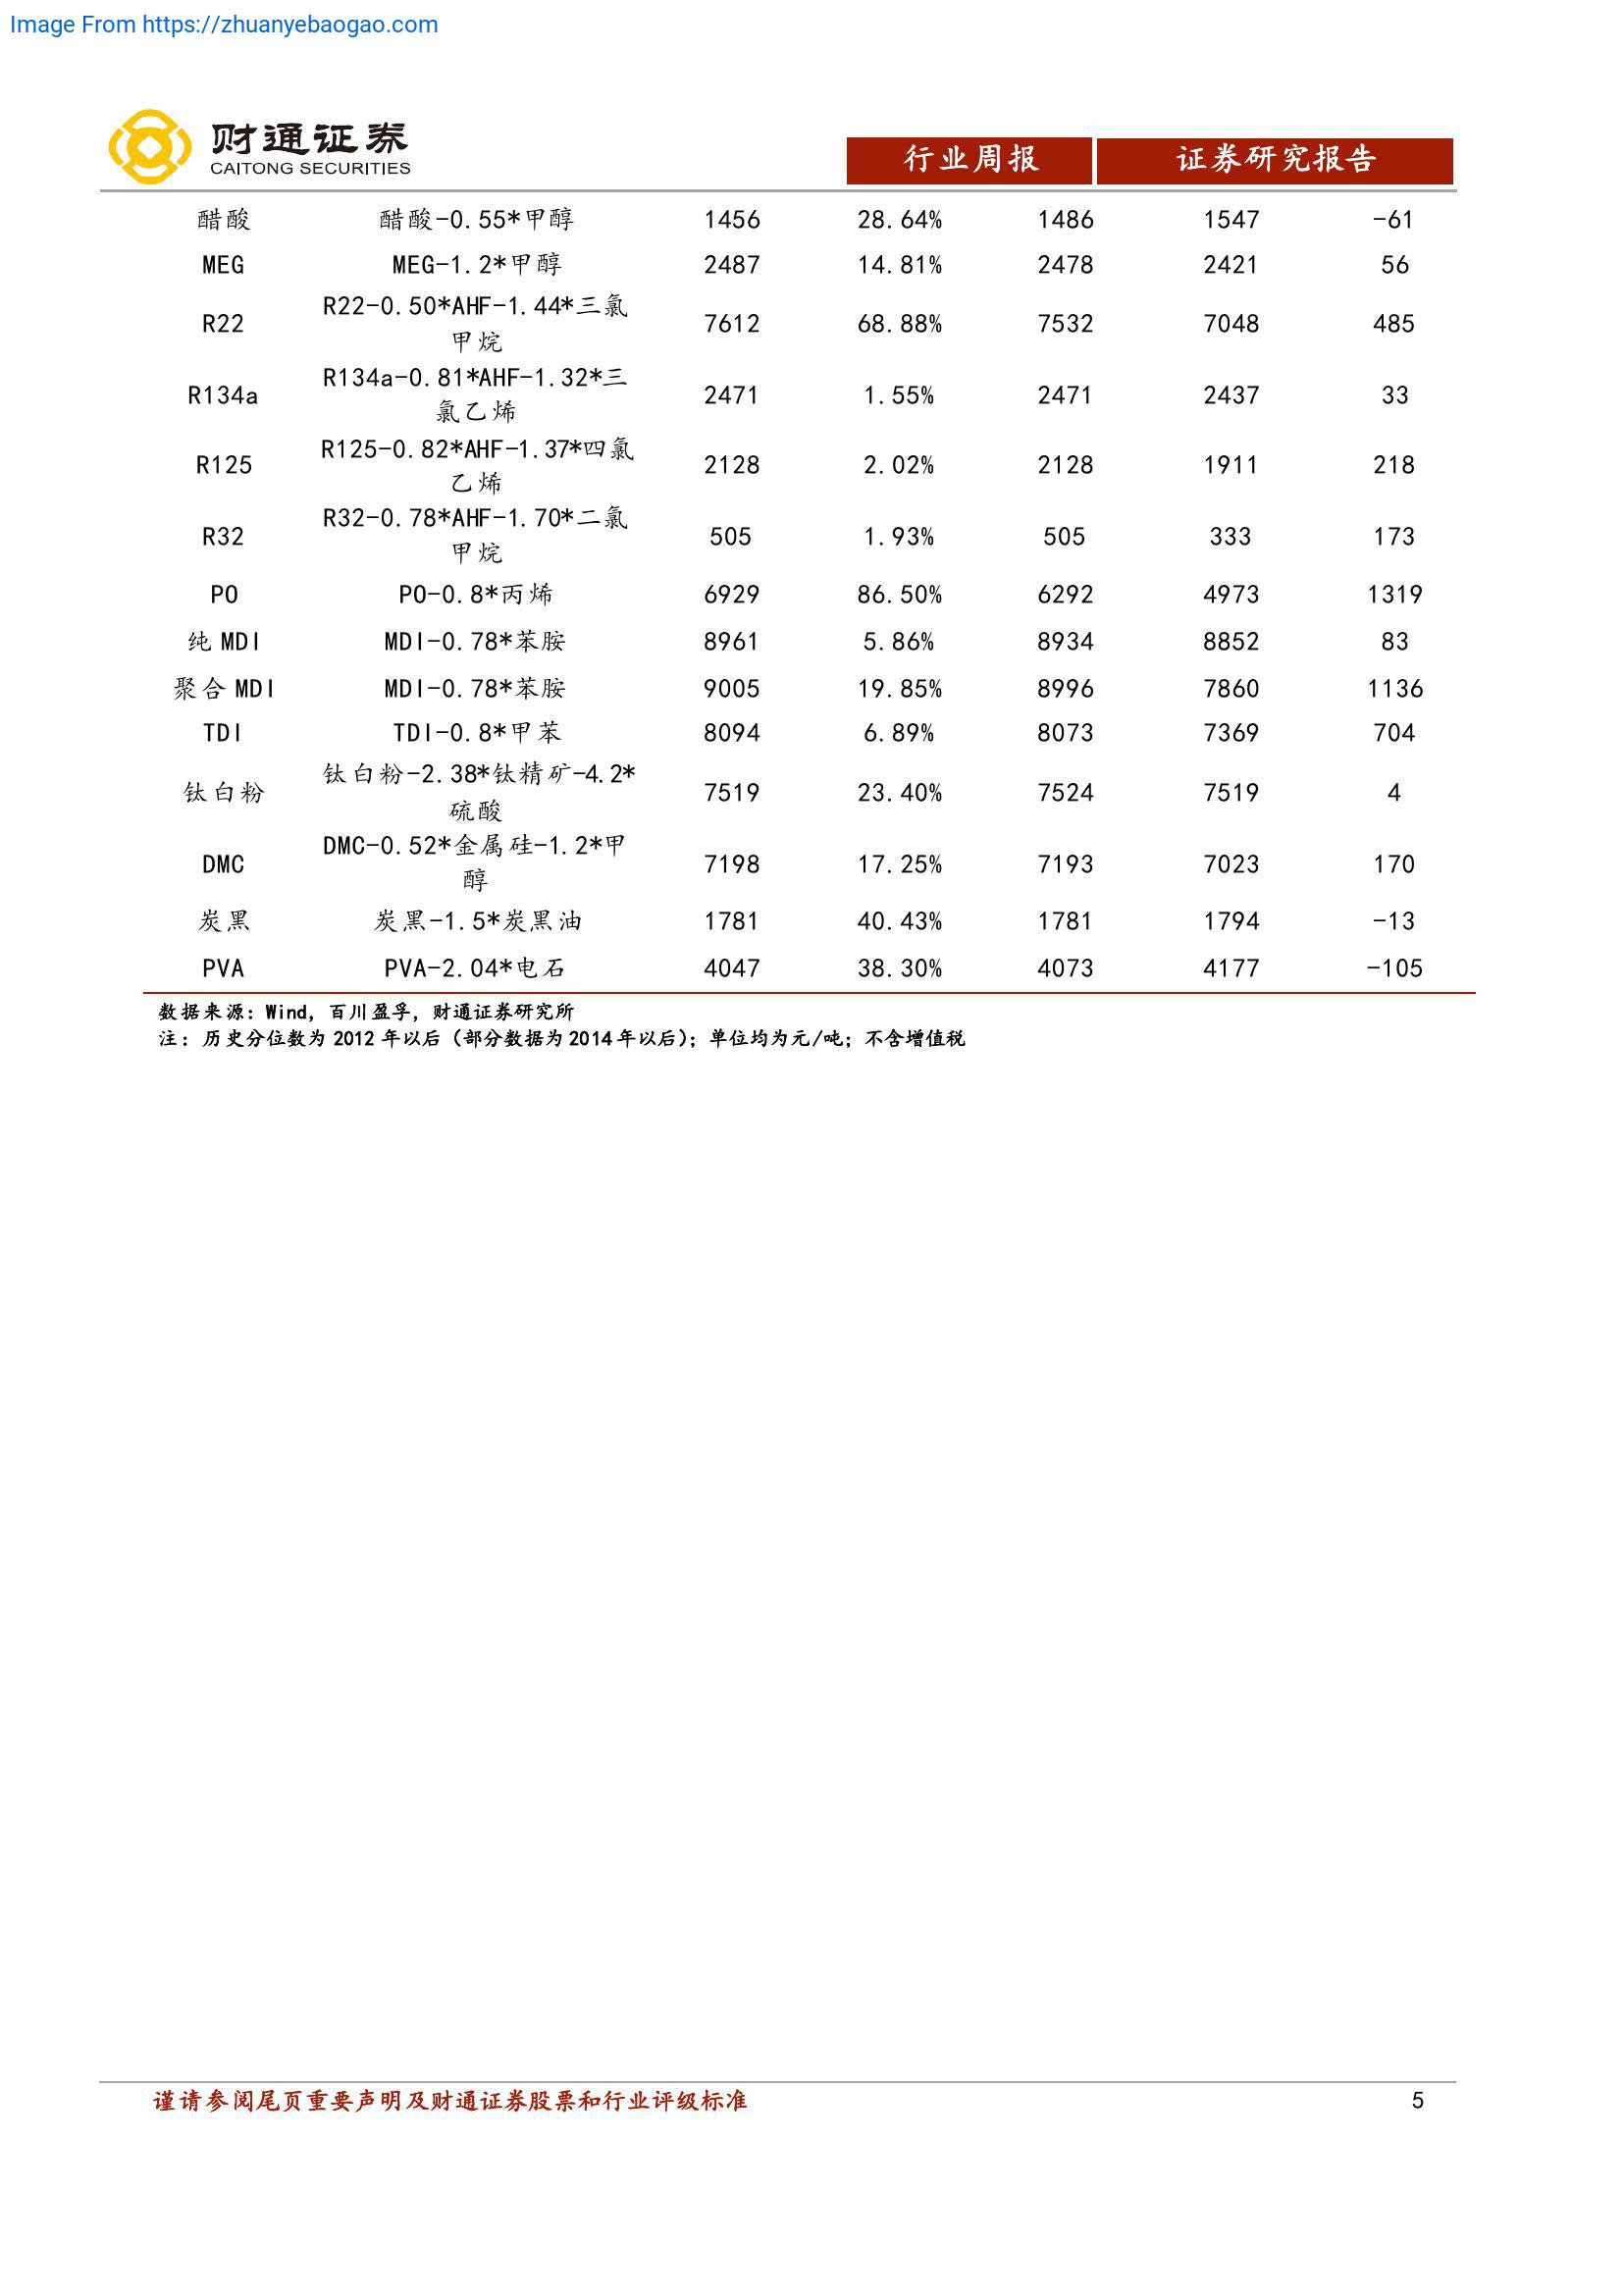 Image From https://zhuanyebaogao.com
财通证券
CAITONG SECURITIES
行业周报 证券研究报告
醋酸 醋酸-0.55*甲醇 1456 28.64% 1486 1547 -61
MEG MEG-1.2*甲醇 2487 14.81% 2478 2421 56
R22 R22-0.50*AHF-1.44*三氯
甲烷 7612 68.88% 7532 7048 485
R134a R134a-0.81*AHF-1.32*三
氯乙烯 2471 1.55% 2471 2437 33
R125 R125-0.82*AHF-1.37*四氯
乙烯 2128 2.02% 2128 1911 218
R32 R32-0.78*AHF-1.70*二氯
甲烷 505 1.93% 505 333 173
PO PO-0.8*丙烯 6929 86.50% 6292 4973 1319
纯MDI MDI-0.78*苯胺 8961 5.86% 8934 8852 83
聚合MDI MDI-0.78*苯胺 9005 19.85% 8996 7860 1136
TDI TDI-0.8*甲苯 8094 6.89% 8073 7369 704
钛白粉 钛白粉-2.38*钛精矿-4.2*
硫酸 7519 23.40% 7524 7519 4
DMC DMC-0.52*金属硅-1.2*甲
醇 7198 17.25% 7193 7023 170
炭黑 炭黑-1.5*炭黑油 1781 40.43% 1781 1794 -13
PVA PVA-2.04*电石 4047 38.30% 4073 4177 -105
数据来源：Wind，百川盈孚，财通证券研究所
注：历史分位数为 2012 年以后（部分数据为 2014 年以后）；单位均为元/吨；不含增值税
谨请参阅尾页重要声明及财通证券股票和行业评级标准 5